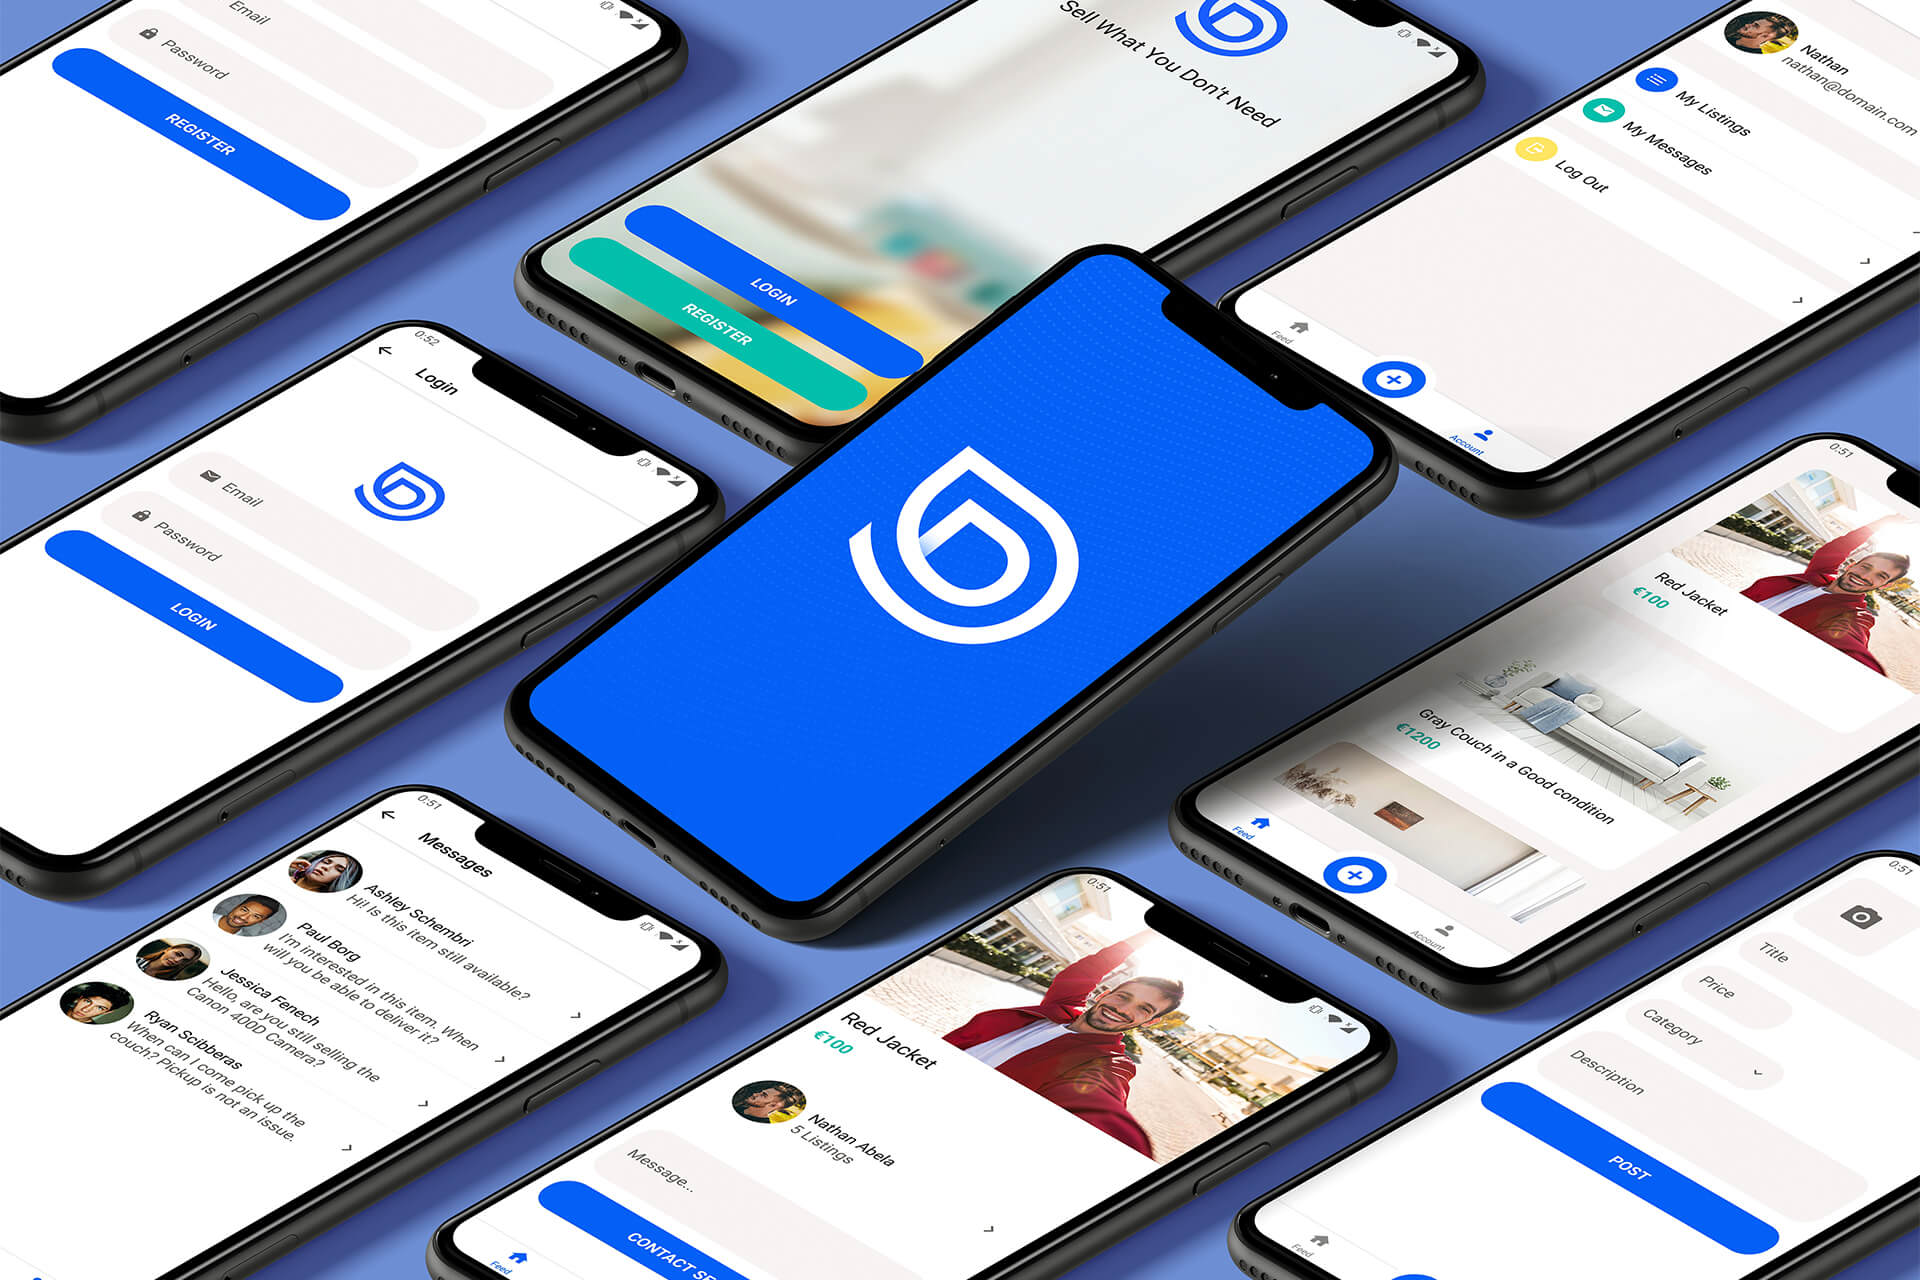 Email
Password
REGISTER
Sell What You Don't Need
LOGIN
REGISTER
Nathan
nathan@domain.com
My Listings
My Messages
Log Out
Feed
Account
0:52
Login
Email
Password
LOGIN
0:51
Red Jacket
€100
Gray Couch in a Good condition
€1200
Feed
Account
0:51
Messages
Ashley Schembri
Hi! Is this item still available?
Paul Borg
I'm interested in this item. When
will you be able to deliver it?
Jessica Fenech
Hello, are you still selling the
Canon 400D Camera?
Ryan Scibberas
When can I come pick up the
couch? Pickup is not an issue.
0:51
Red Jacket
€100
Nathan Abela
5 Listings
Message...
CONTACT SE
Feed
0:51
Title
Price
Category
Description
POST
Feed